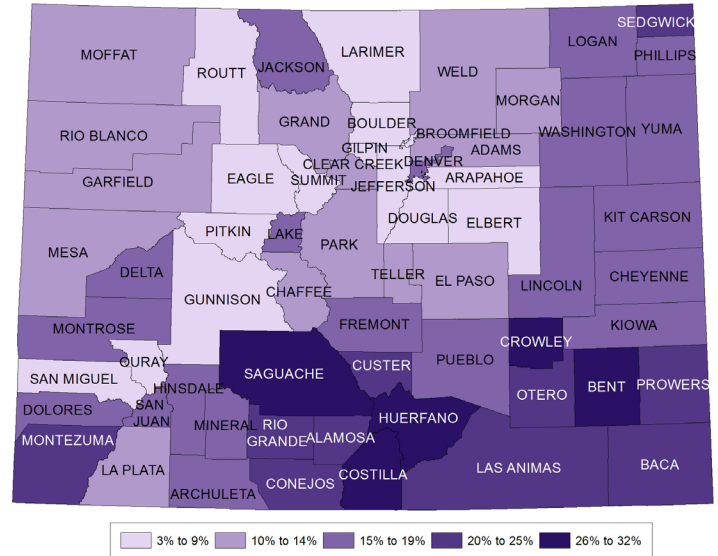 SEDGWICK
LARIMER
LOGAN
MOFFAT
PHILLIPS
JACKSON
ROUTT
WELD
MORGAN
GRAND
BOULDER
RIO BLANCO
BROOMFIELD
WASHINGTON
YUMA
GILPIN
ADAMS
CLEAR CREEK
DENVER
GARFIELD
EAGLE
SUMMIT
ARAPAHOE
JEFFERSON
DOUGLAS
ELBERT
KIT CARSON
PITKIN
LAKE
PARK
MESA
DELTA
TELLER
EL PASO
CHEYENNE
LINCOLN
CHAFFEE
GUNNISON
MONTROSE
FREMONT
KIOWA
CROWLEY
OURAY
PUEBLO
CUSTER
SAGUACHE
SAN MIGUEL
HINSDALE
BENT
PROWERS
OTERO
DOLORES
SAN
JUAN
HUERFANO
MINERAL
RIO
GRANDE
ALAMOSA
MONTEZUMA
LA PLATA
COSTILLA
LAS ANIMAS
BACA
CONEJOS
ARCHULETA
3% to 9%
10% to 14%
15% to 19%
20% to 25%
26% to 32%